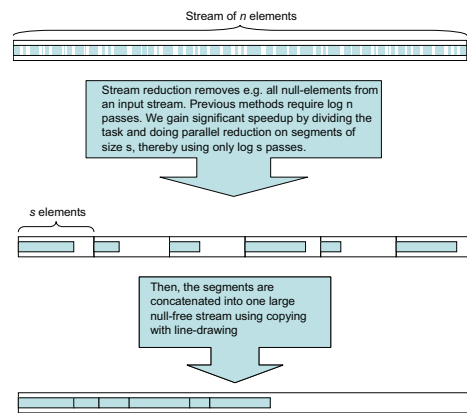 Stream of n elements
Stream reduction removes e.g. all null-elements from
an input stream. Previous methods require log n
passes. We gain significant speedup by dividing the
task and doing parallel reduction on segments of
size s, thereby using only log s passes.
s elements
Then, the segments are
concatenated into one large
null-free stream using copying
with line-drawing